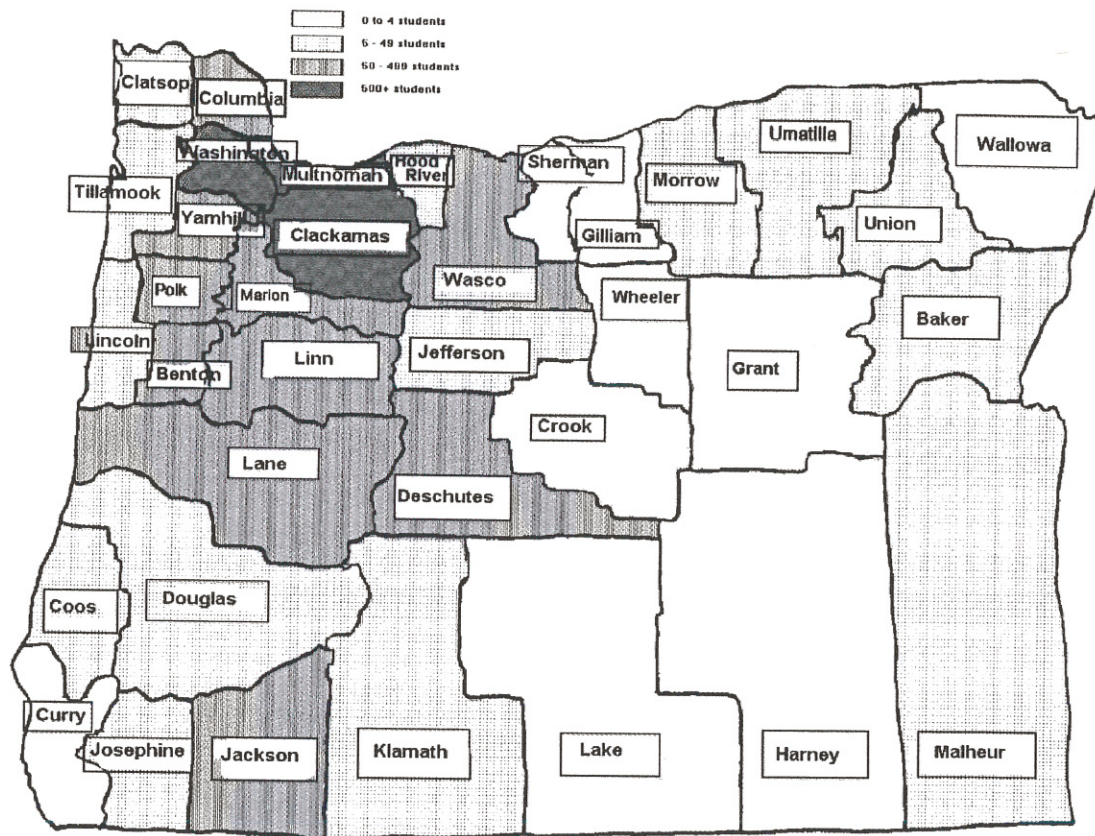 0 to 4 students
5 - 49 students
50 - 499 students
500+ students
Clatsop
Columbia
Washington
Multnomah
Hood
River
Sherman
Umatilla
Wallowa
Tillamook
Morrow
Yamhill
Clackamas
Gilliam
Union
Polk
Marion
Wasco
Wheeler
Baker
Lincoln
Linn
Jefferson
Benton
Grant
Crook
Lane
Deschutes
Coos
Douglas
Curry
Josephine
Jackson
Klamath
Lake
Harney
Malheur